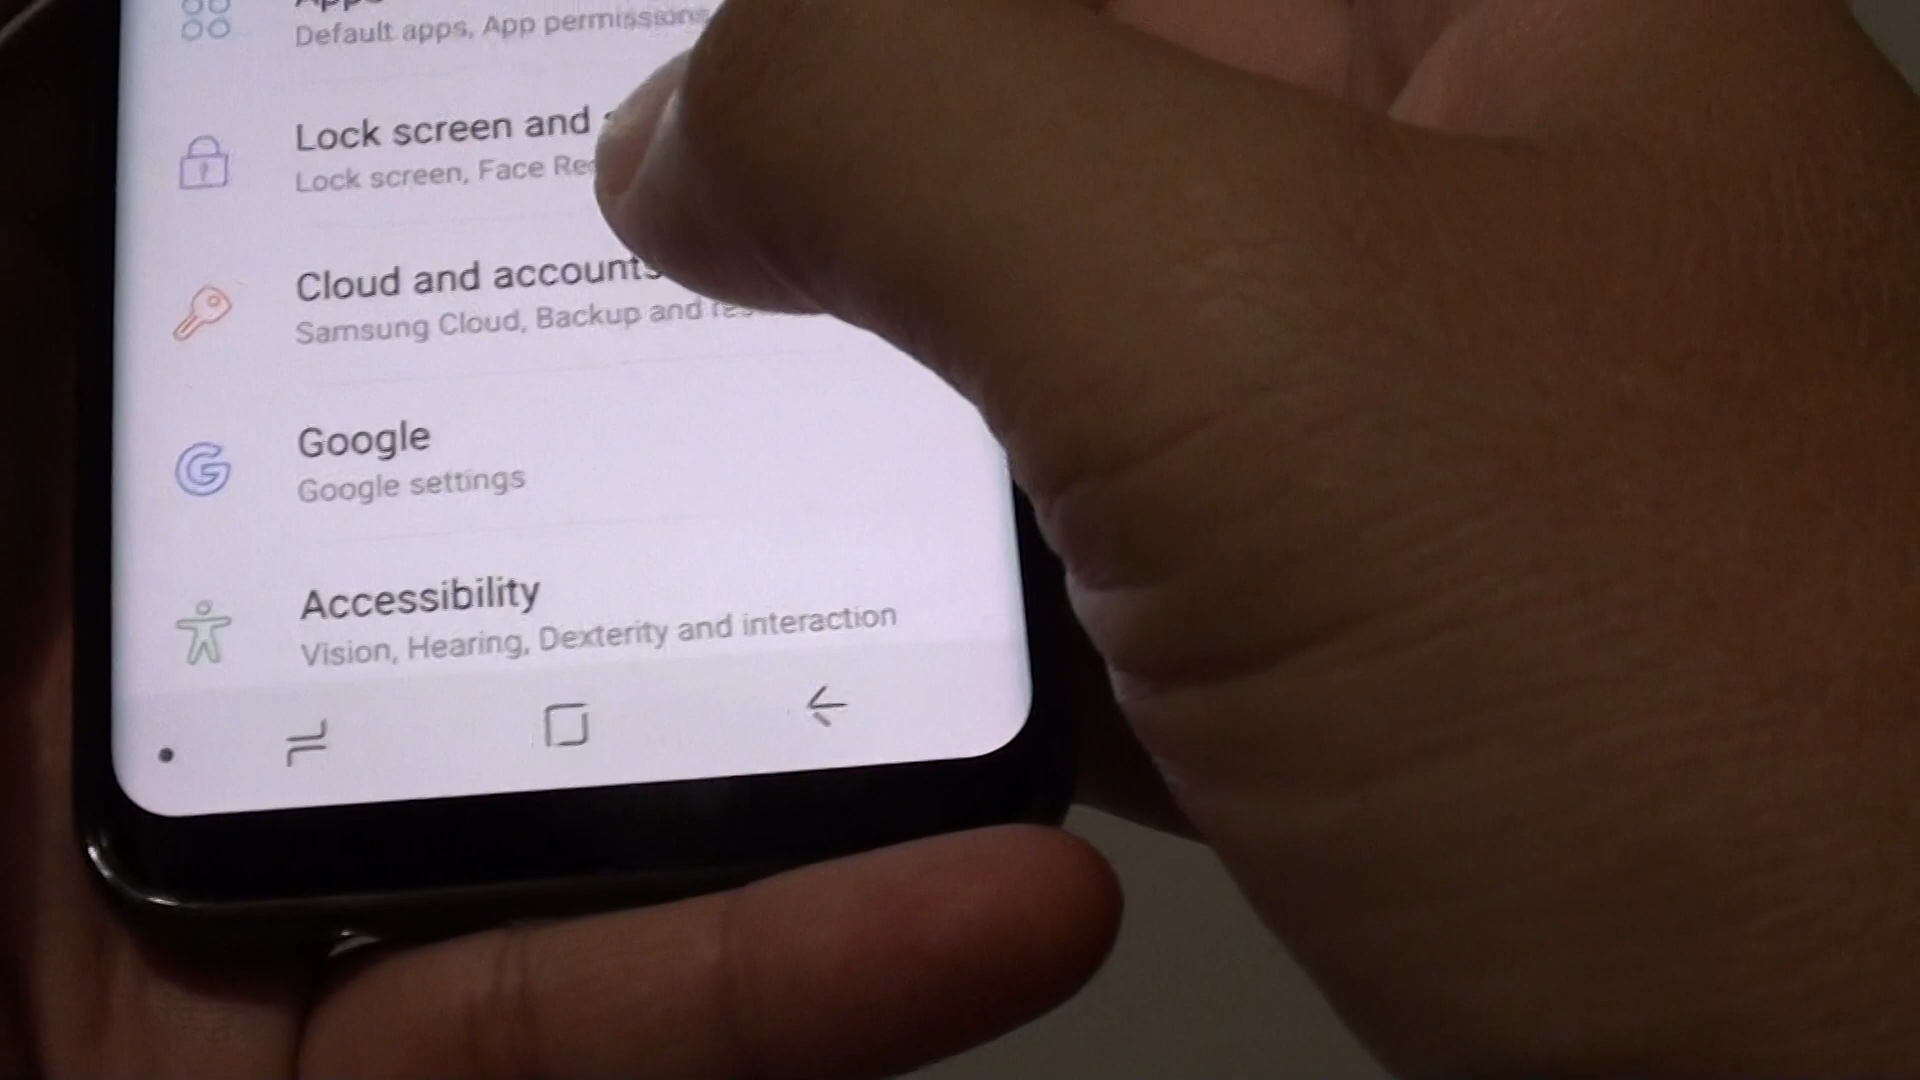 Apps
Default apps, App permissions
Lock screen and
Lock screen, Face
Cloud and accounts
Samsung Cloud, Backup and
Google
Google settings
Accessibility
Vision, Hearing, Dexterity and interaction